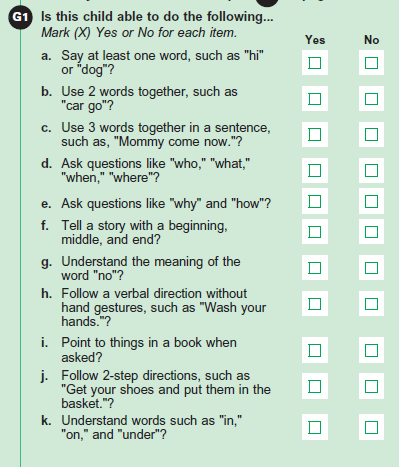 G1 Is this child able to do the following...
Mark (X) Yes or No for each item.
Yes No
a. Say at least one word, such as "hi"
or "dog"?
b. Use 2 words together, such as
"car go"?
c. Use 3 words together in a sentence,
such as, "Mommy come now."?
d. Ask questions like "who," "what,"
"when," "where"?
e. Ask questions like "why" and "how"?
f. Tell a story with a beginning,
middle, and end?
g. Understand the meaning of the
word "no"?
h. Follow a verbal direction without
hand gestures, such as "Wash your
hands."?
i. Point to things in a book when
asked?
j. Follow 2-step directions, such as
"Get your shoes and put them in the
basket."?
k. Understand words such as "in,"
"on," and "under"?